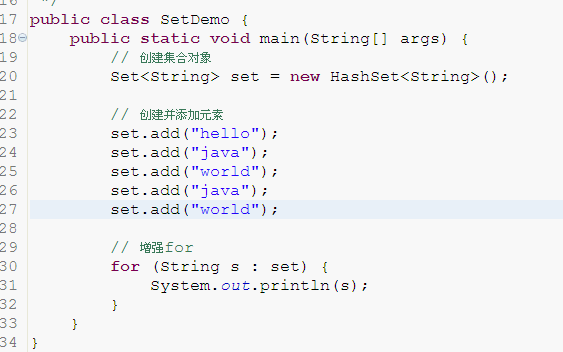 16 */
17 public class SetDemo {
18 public static void main(String[] args) {
19 // 创建集合对象
20 Set<String> set = new HashSet<String>();
21
22 // 创建并添加元素
23 set.add("hello");
24 set.add("java");
25 set.add("world");
26 set.add("java");
27 set.add("world");
28
29 // 增强for
30 for (String s : set) {
31 System.out.println(s);
32 }
33 }
34 }